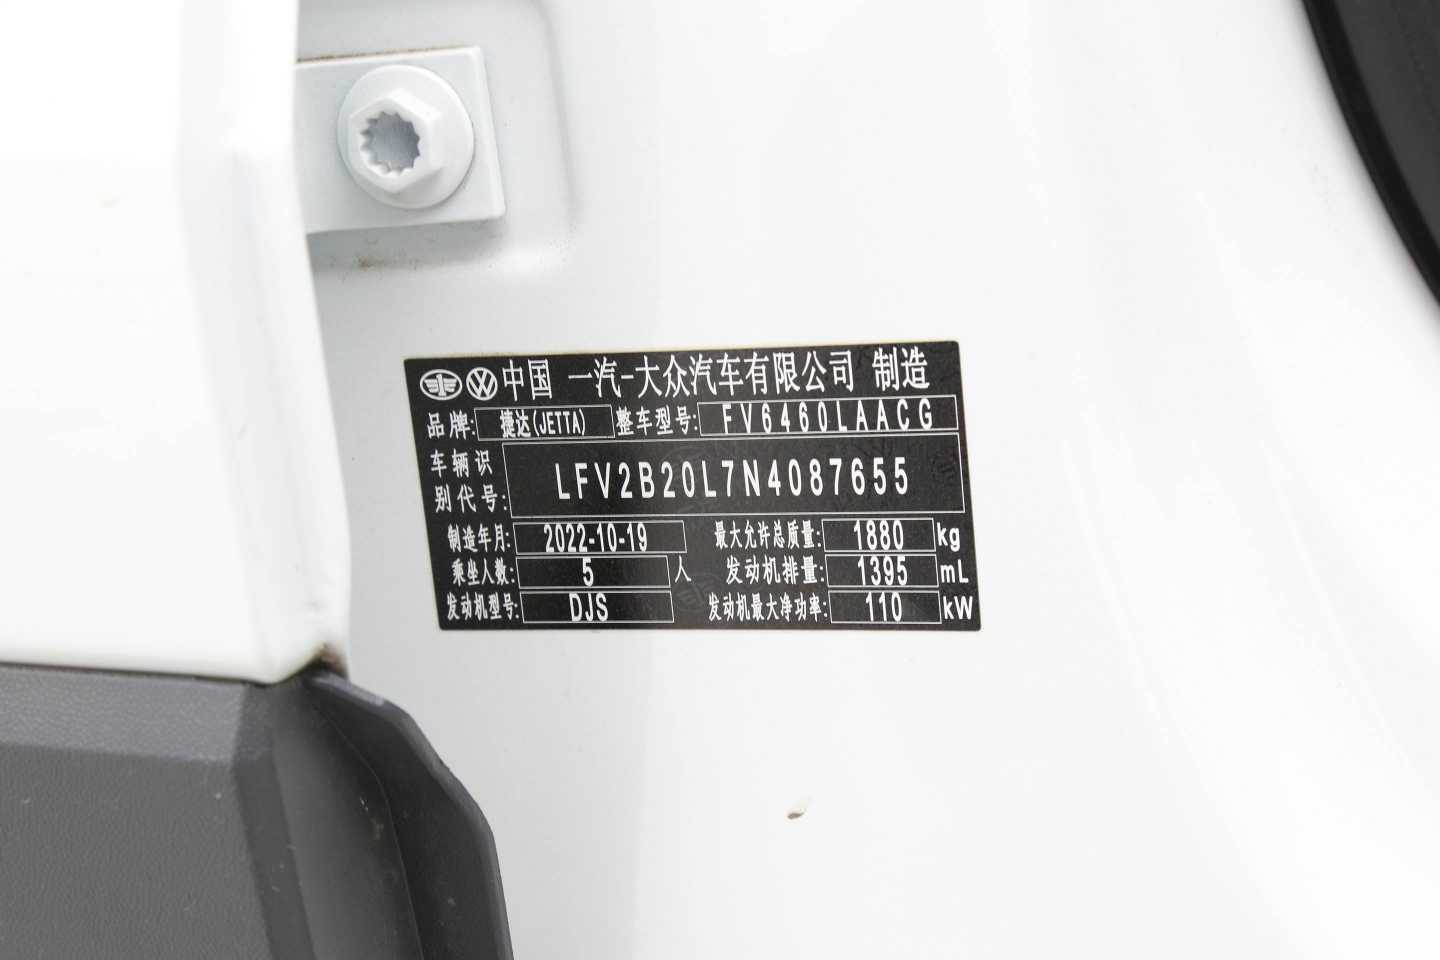 中国 一汽-大众汽车有限公司 制造
品牌: 捷达(JETTA) 整车型号: FV6460LAACG
车辆识别代号: LFV2B20L7N4087655
制造年月: 2022-10-19 最大允许总质量: 1880 kg
乘坐人数: 5 人 发动机排量: 1395 mL
发动机型号: DJS 发动机最大净功率: 110 kW